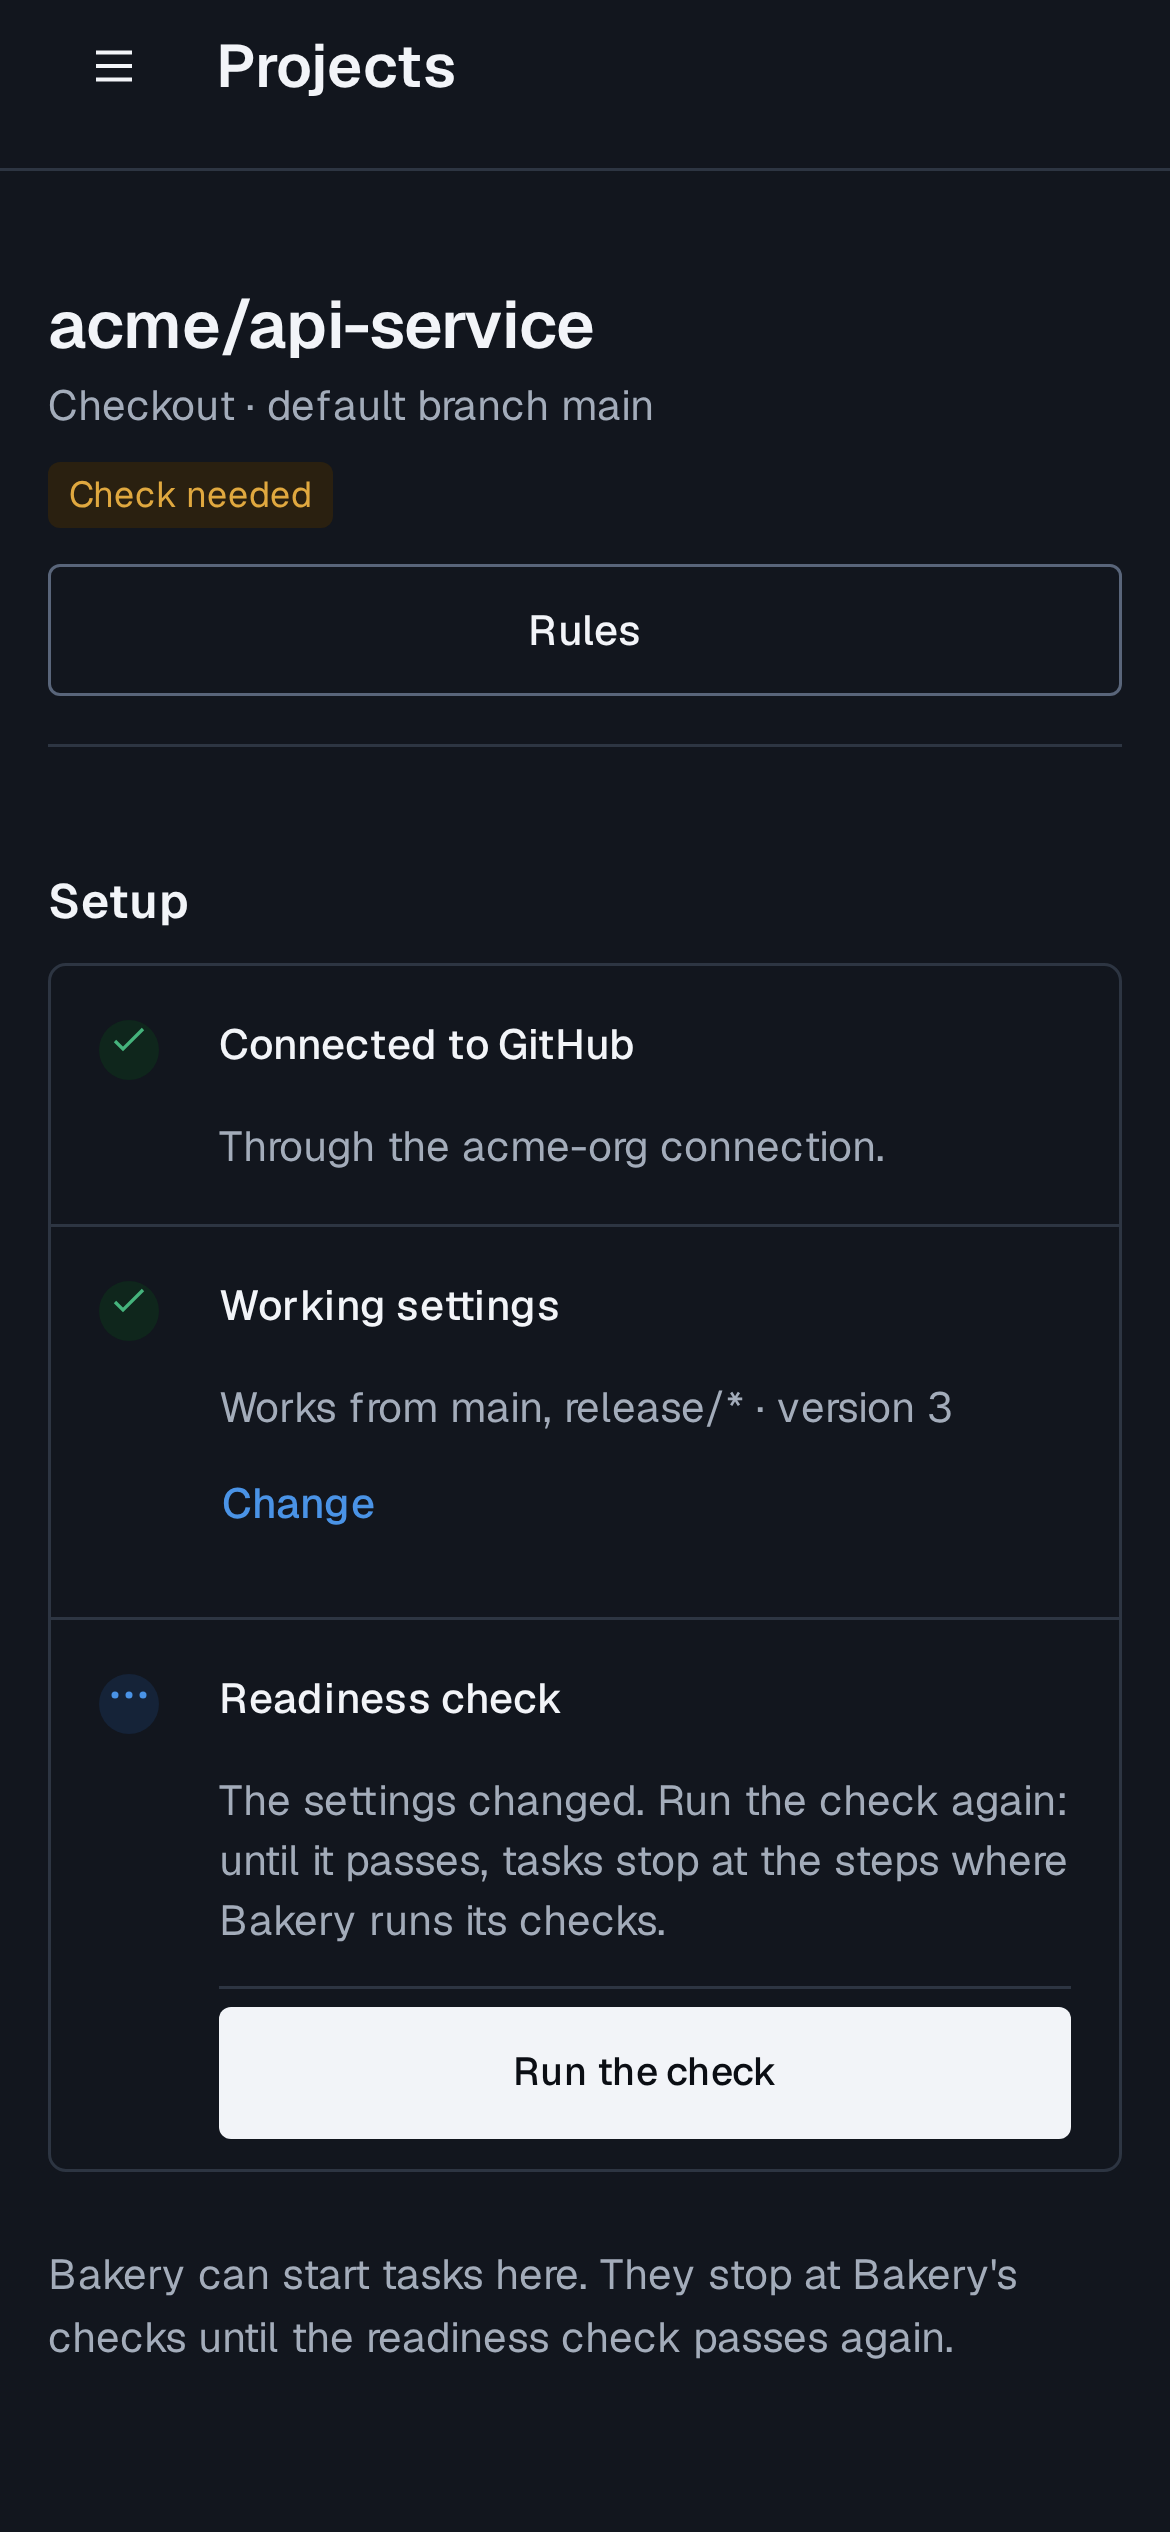 Projects
acme/api-service
Checkout · default branch main
Check needed
Rules
Setup
Connected to GitHub
Through the acme-org connection.
Working settings
Works from main, release/* · version 3
Change
Readiness check
The settings changed. Run the check again:
until it passes, tasks stop at the steps where
Bakery runs its checks.
Run the check
Bakery can start tasks here. They stop at Bakery's
checks until the readiness check passes again.